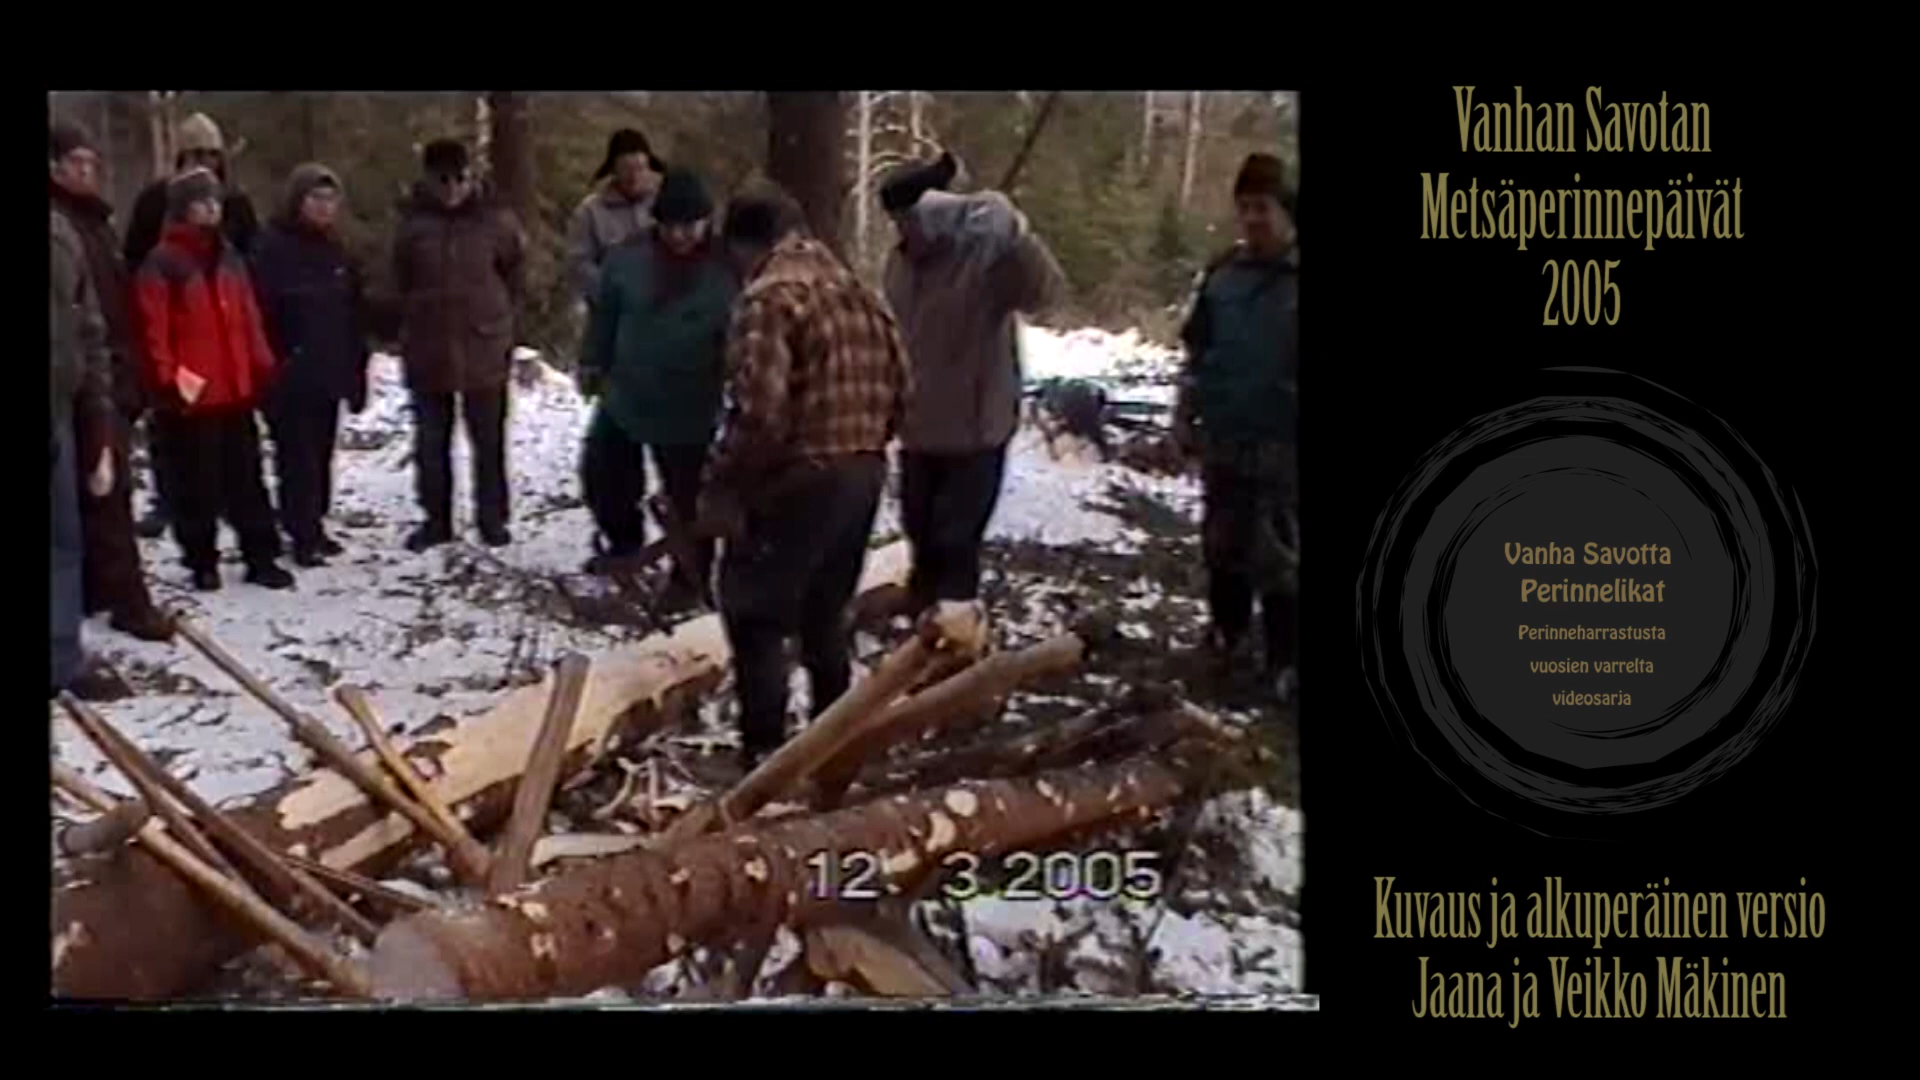 Vanhan Savotan
Metsäperinnepäivät
2005
Vanha Savotta
Perinnelikat
Perinneharrastusta
vuosien varrelta
videosarja
12. 3.2005
Kuvaus ja alkuperäinen versio
Jaana ja Veikko Mäkinen